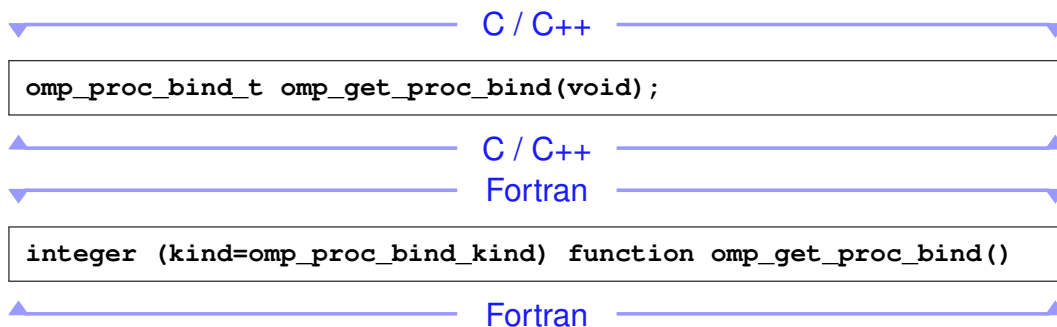 C / C++
omp_proc_bind_t omp_get_proc_bind(void);
C / C++
Fortran
integer (kind=omp_proc_bind_kind) function omp_get_proc_bind()
Fortran